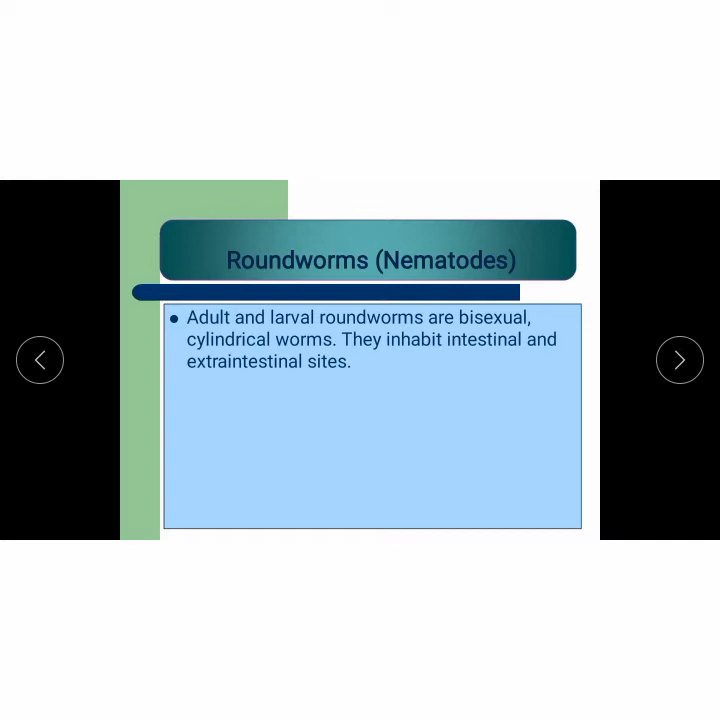 Roundworms (Nematodes)
● Adult and larval roundworms are bisexual,
cylindrical worms. They inhabit intestinal and
extraintestinal sites.